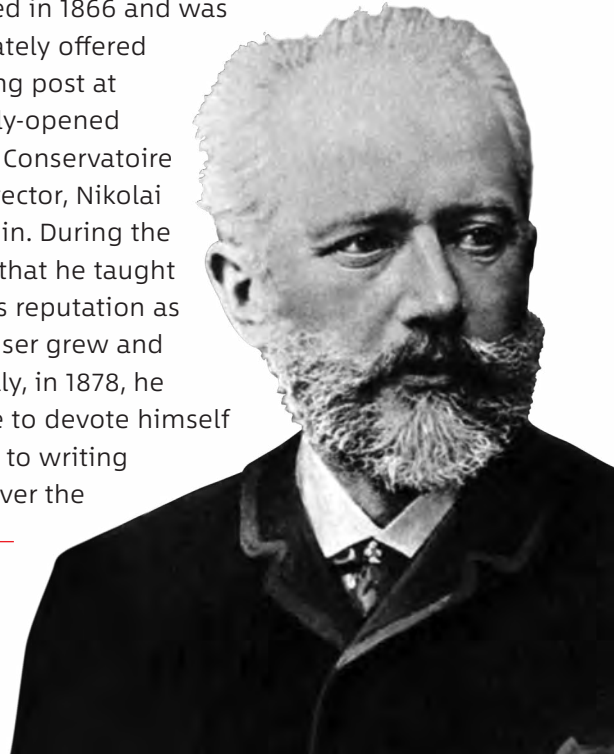 ed in 1866 and was
ately offered
ng post at
ly-opened
Conservatoire
ector, Nikolai
in. During the
that he taught
s reputation as
ser grew and
ly, in 1878, he
e to devote himself
to writing
ver the